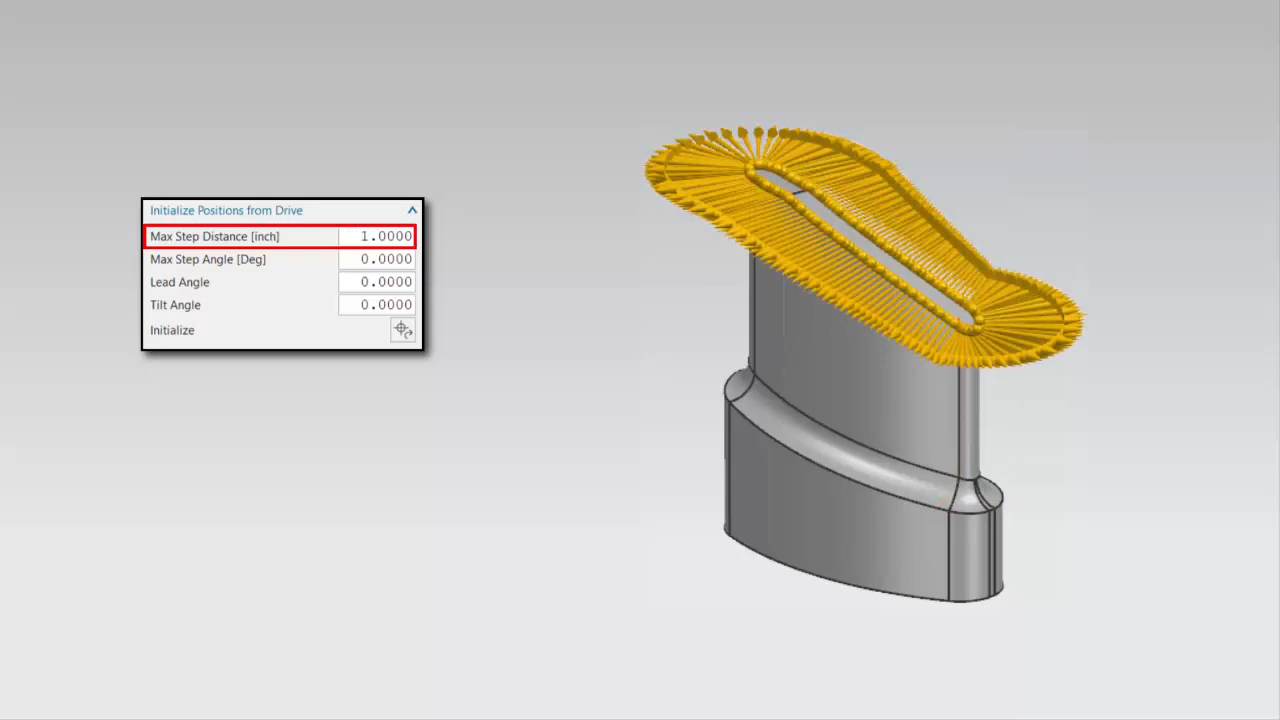 Initialize Positions from Drive
Max Step Distance [inch] 1.0000
Max Step Angle [Deg] 0.0000
Lead Angle 0.0000
Tilt Angle 0.0000
Initialize